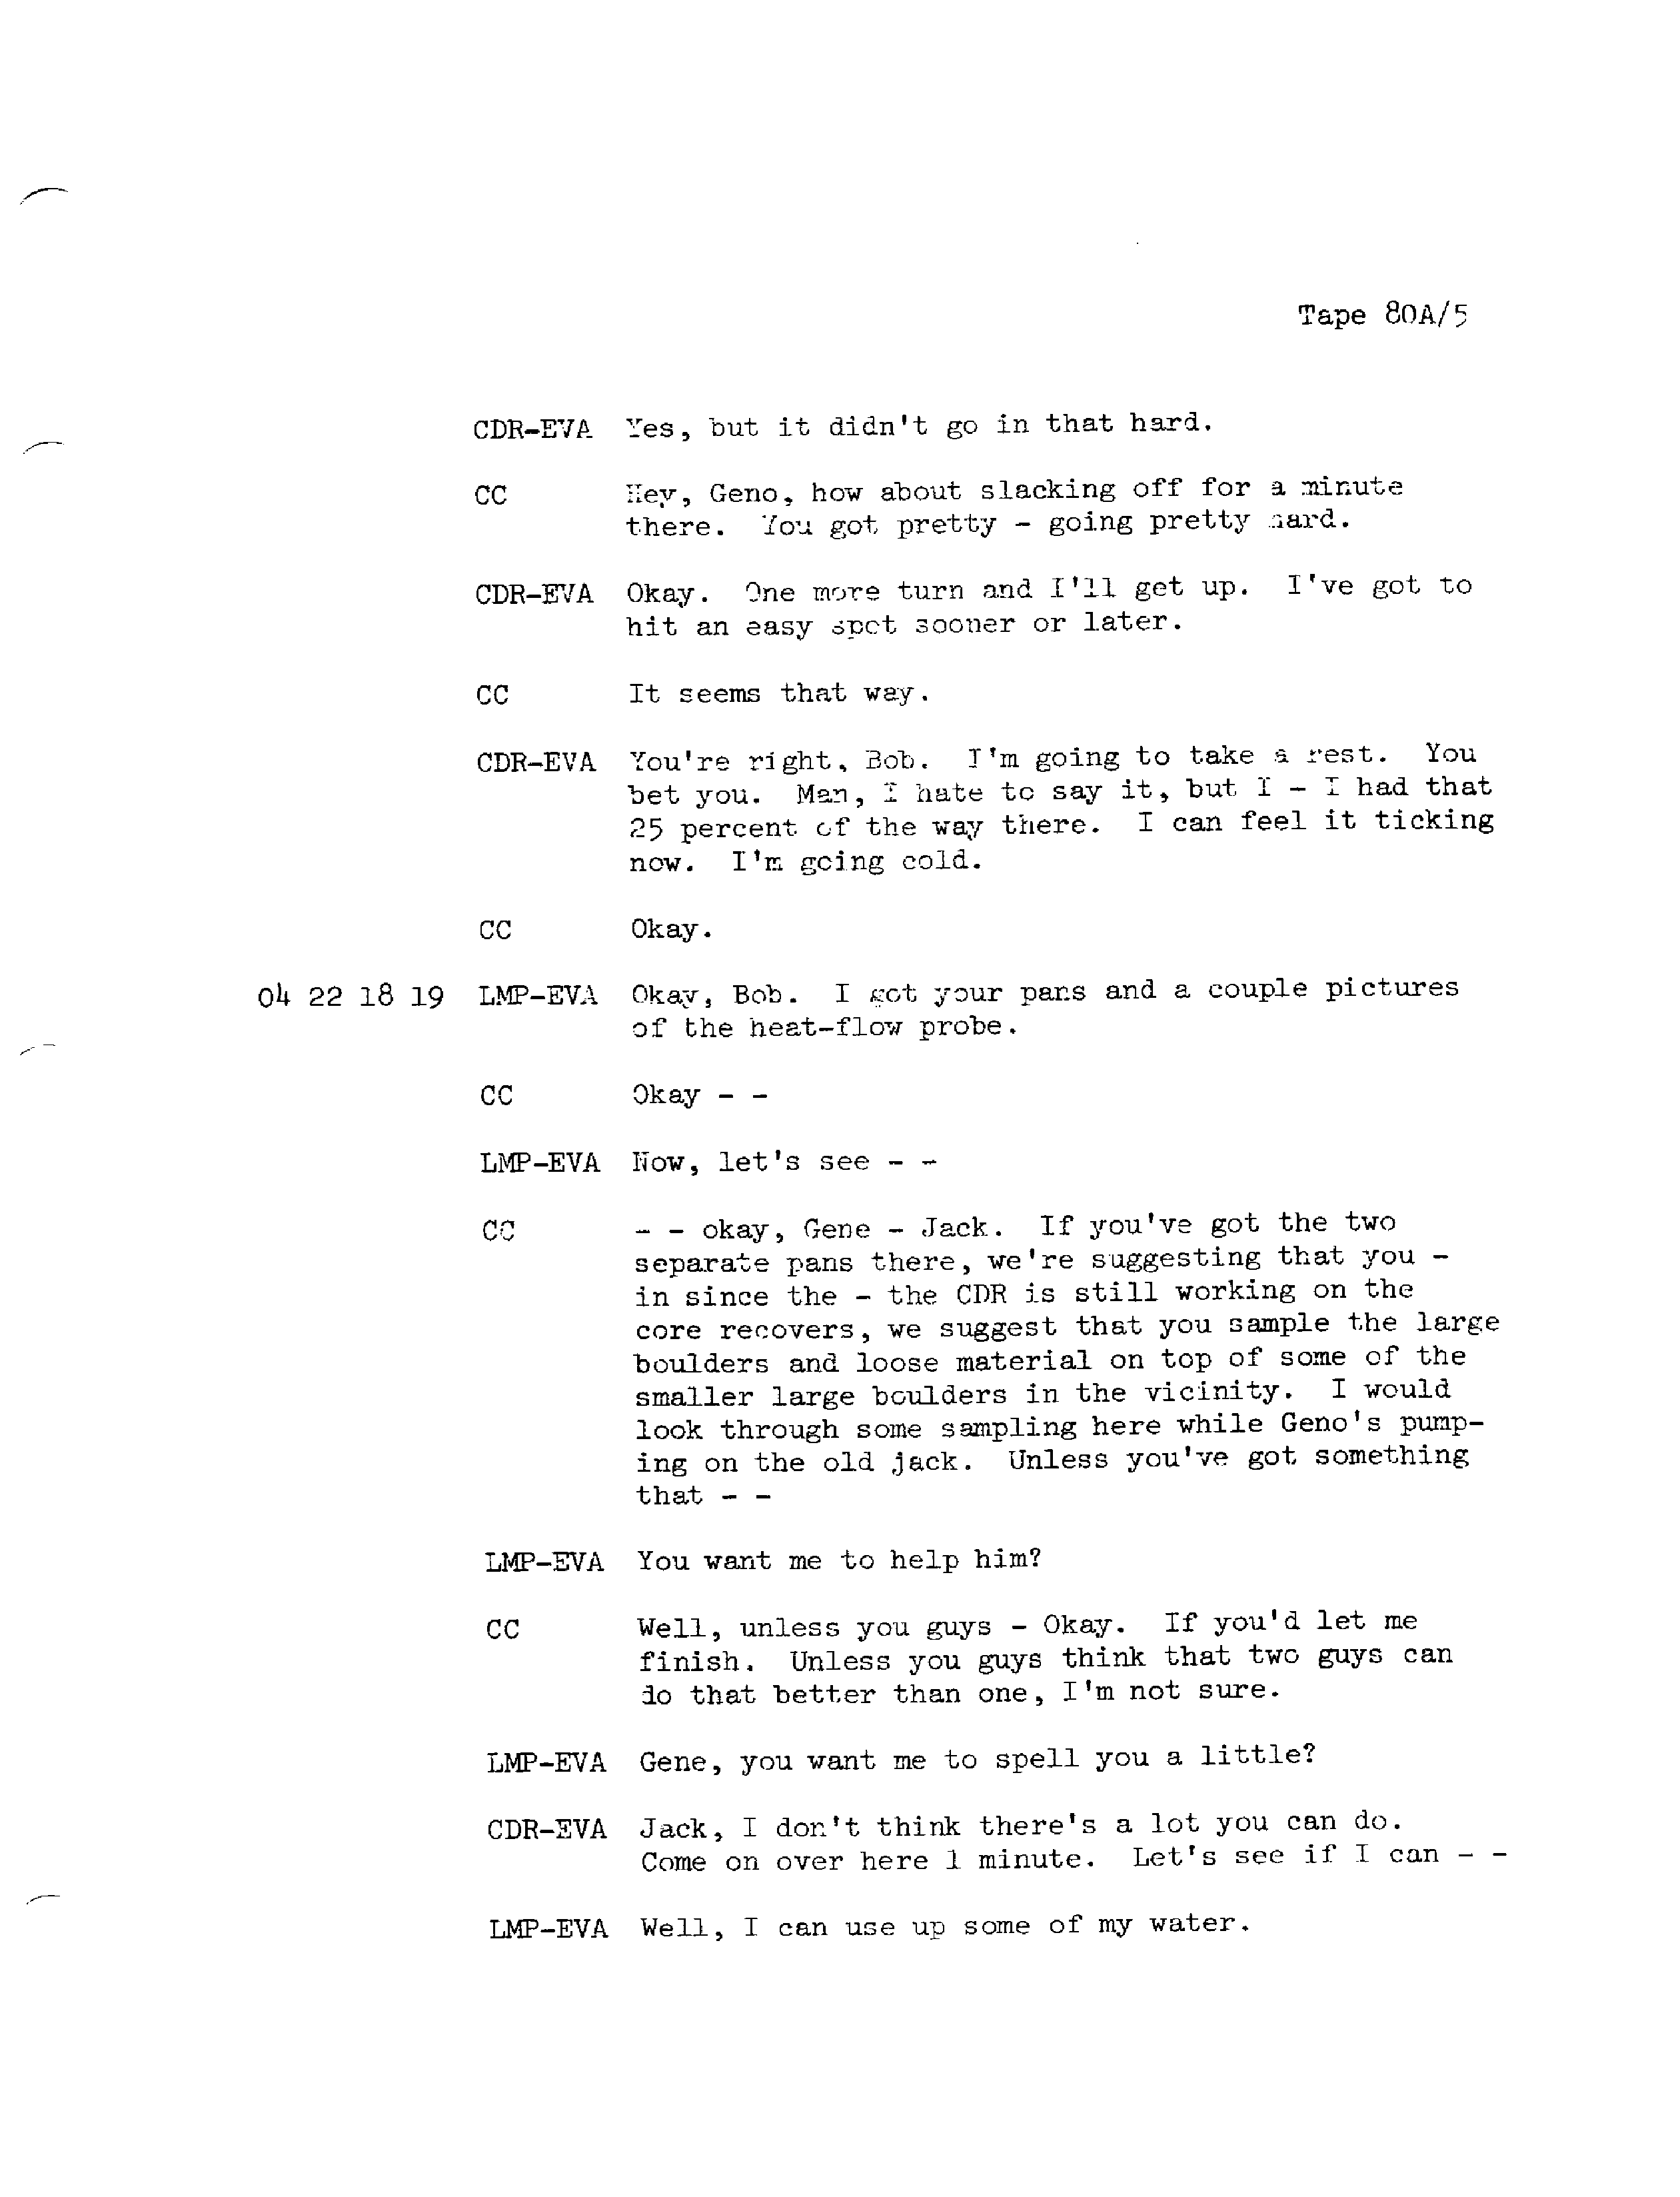 Tape 80A/5
CDR-EVA Yes, but it didn't go in that hard.
CC Hey, Geno, how about slacking off for a minute
there. You got pretty - going pretty hard.
CDR-EVA Okay. One more turn and I'll get up. I've got to
hit an easy spot sooner or later.
CC It seems that way.
CDR-EVA You're right, Bob. I'm going to take a rest. You
bet you. Man, I hate to say it, but I - I had that
25 percent of the way there. I can feel it ticking
now. I'm going cold.
CC Okay.
04 22 18 19 LMP-EVA Okay, Bob. I got your pans and a couple pictures
of the heat-flow probe.
CC Okay - -
LMP-EVA Now, let's see - -
CC - - okay, Gene - Jack. If you've got the two
separate pans there, we're suggesting that you -
in since the - the CDR is still working on the
core recovers, we suggest that you sample the large
boulders and loose material on top of some of the
smaller large boulders in the vicinity. I would
look through some sampling here while Geno's pump-
ing on the old jack. Unless you've got something
that - -
LMP-EVA You want me to help him?
CC Well, unless you guys - Okay. If you'd let me
finish. Unless you guys think that two guys can
do that better than one, I'm not sure.
LMP-EVA Gene, you want me to spell you a little?
CDR-EVA Jack, I don't think there's a lot you can do.
Come on over here 1 minute. Let's see if I can - -
LMP-EVA Well, I can use up some of my water.